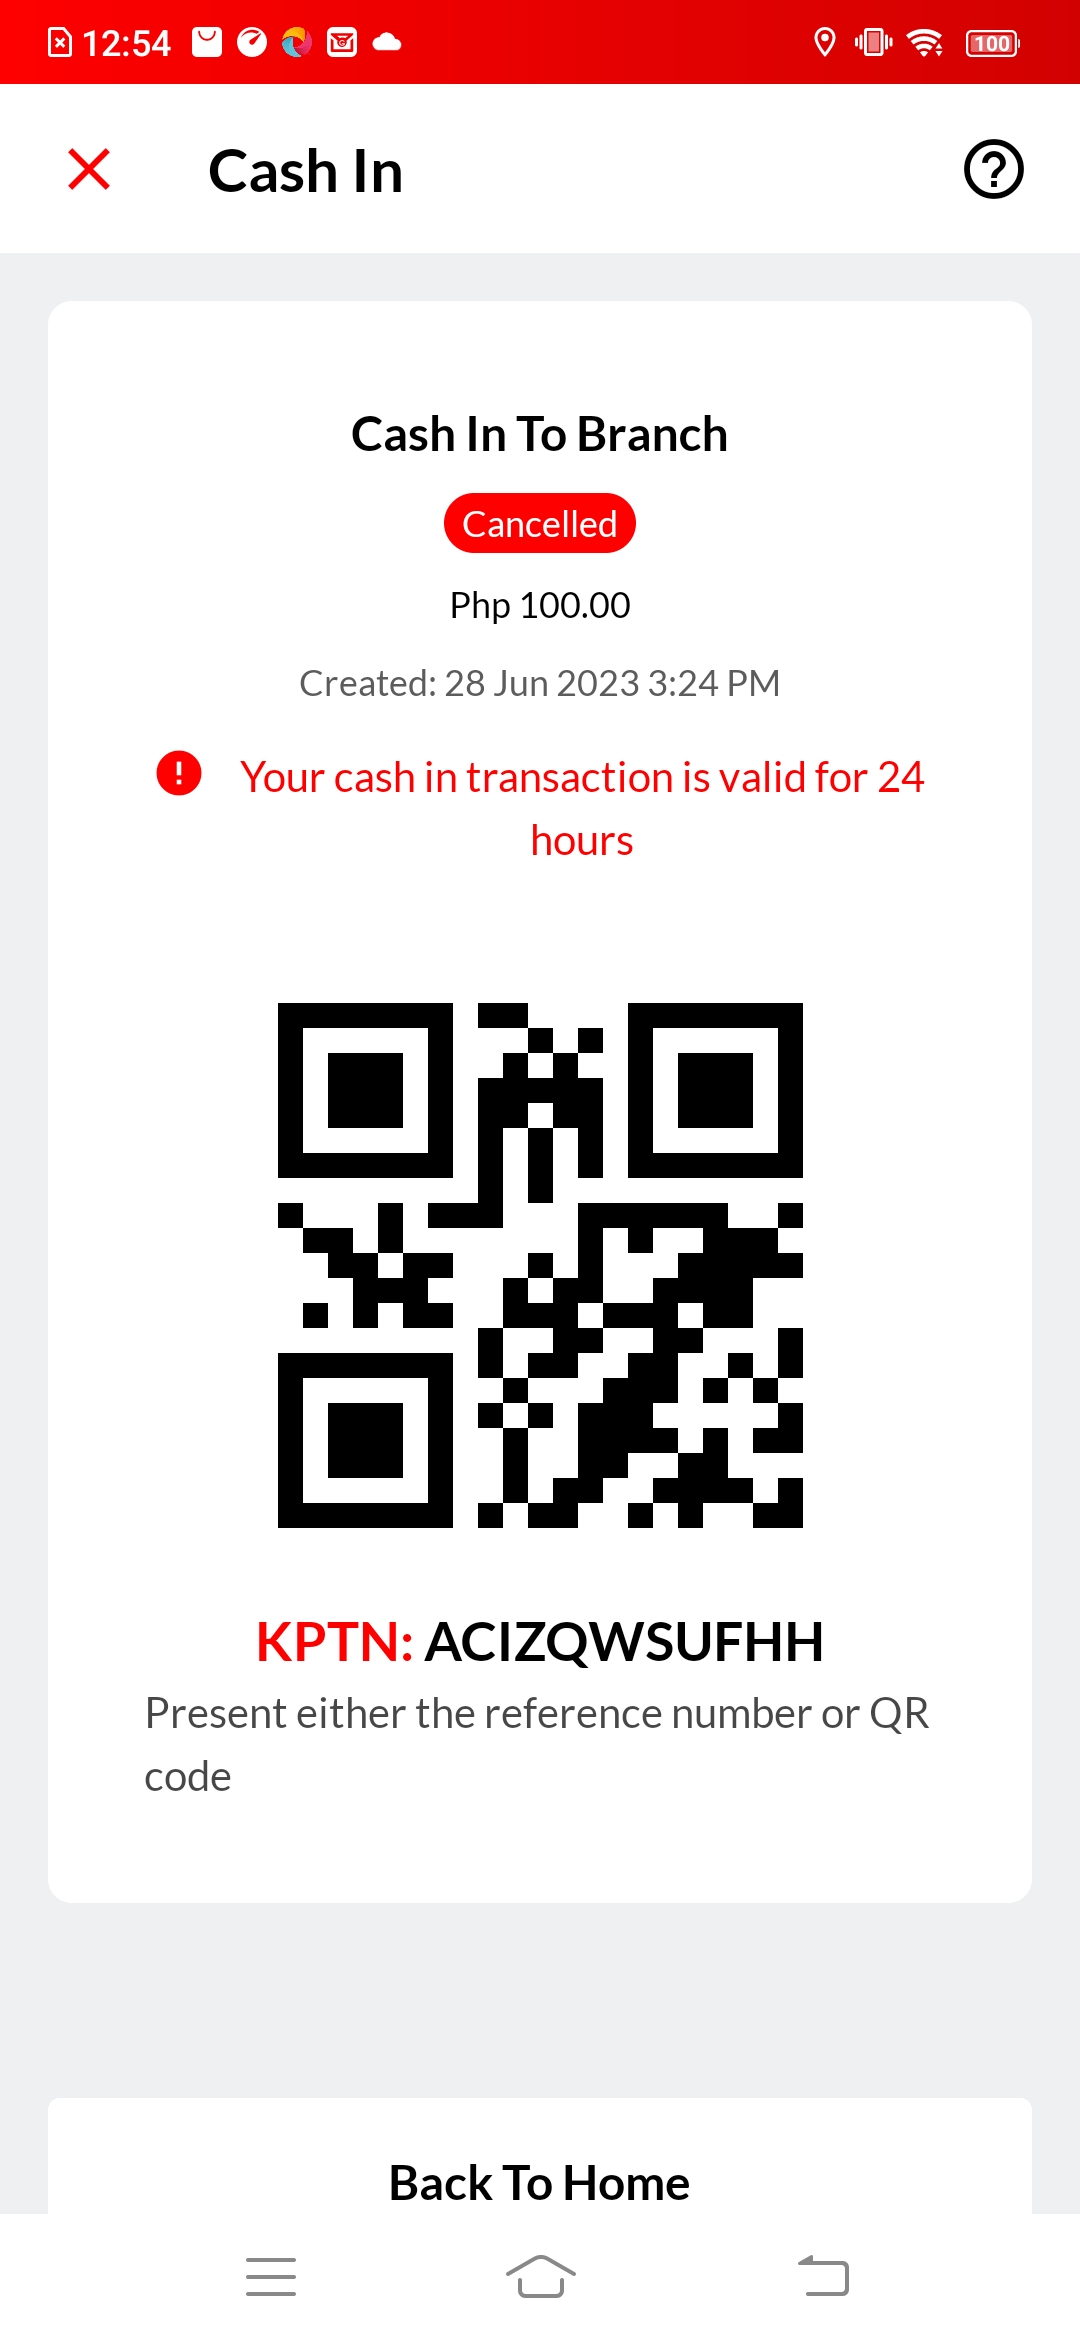 12:54
100
Cash In
Cash In To Branch
Cancelled
Php 100.00
Created: 28 Jun 2023 3:24 PM
Your cash in transaction is valid for 24
hours
KPTN: ACIZQWSUFHH
Present either the reference number or QR
code
Back To Home